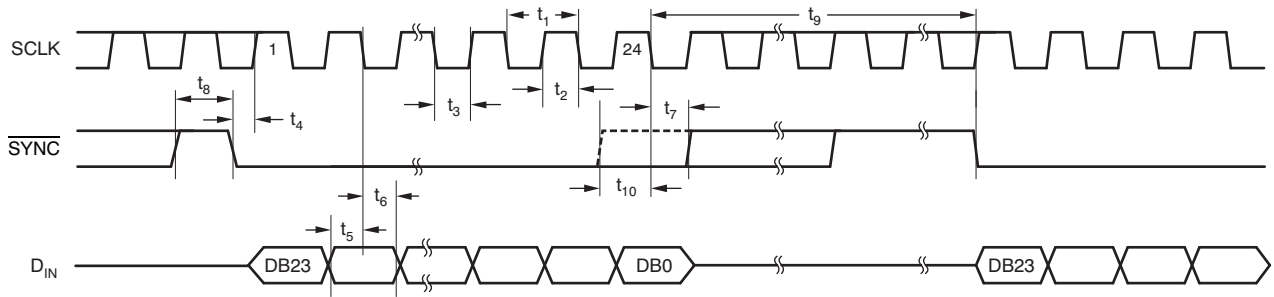 t1
t9
SCLK
1
24
t8
t4
t3
t2
t7
SYNC
t10
t6
t5
DIN
DB23
DB0
DB23